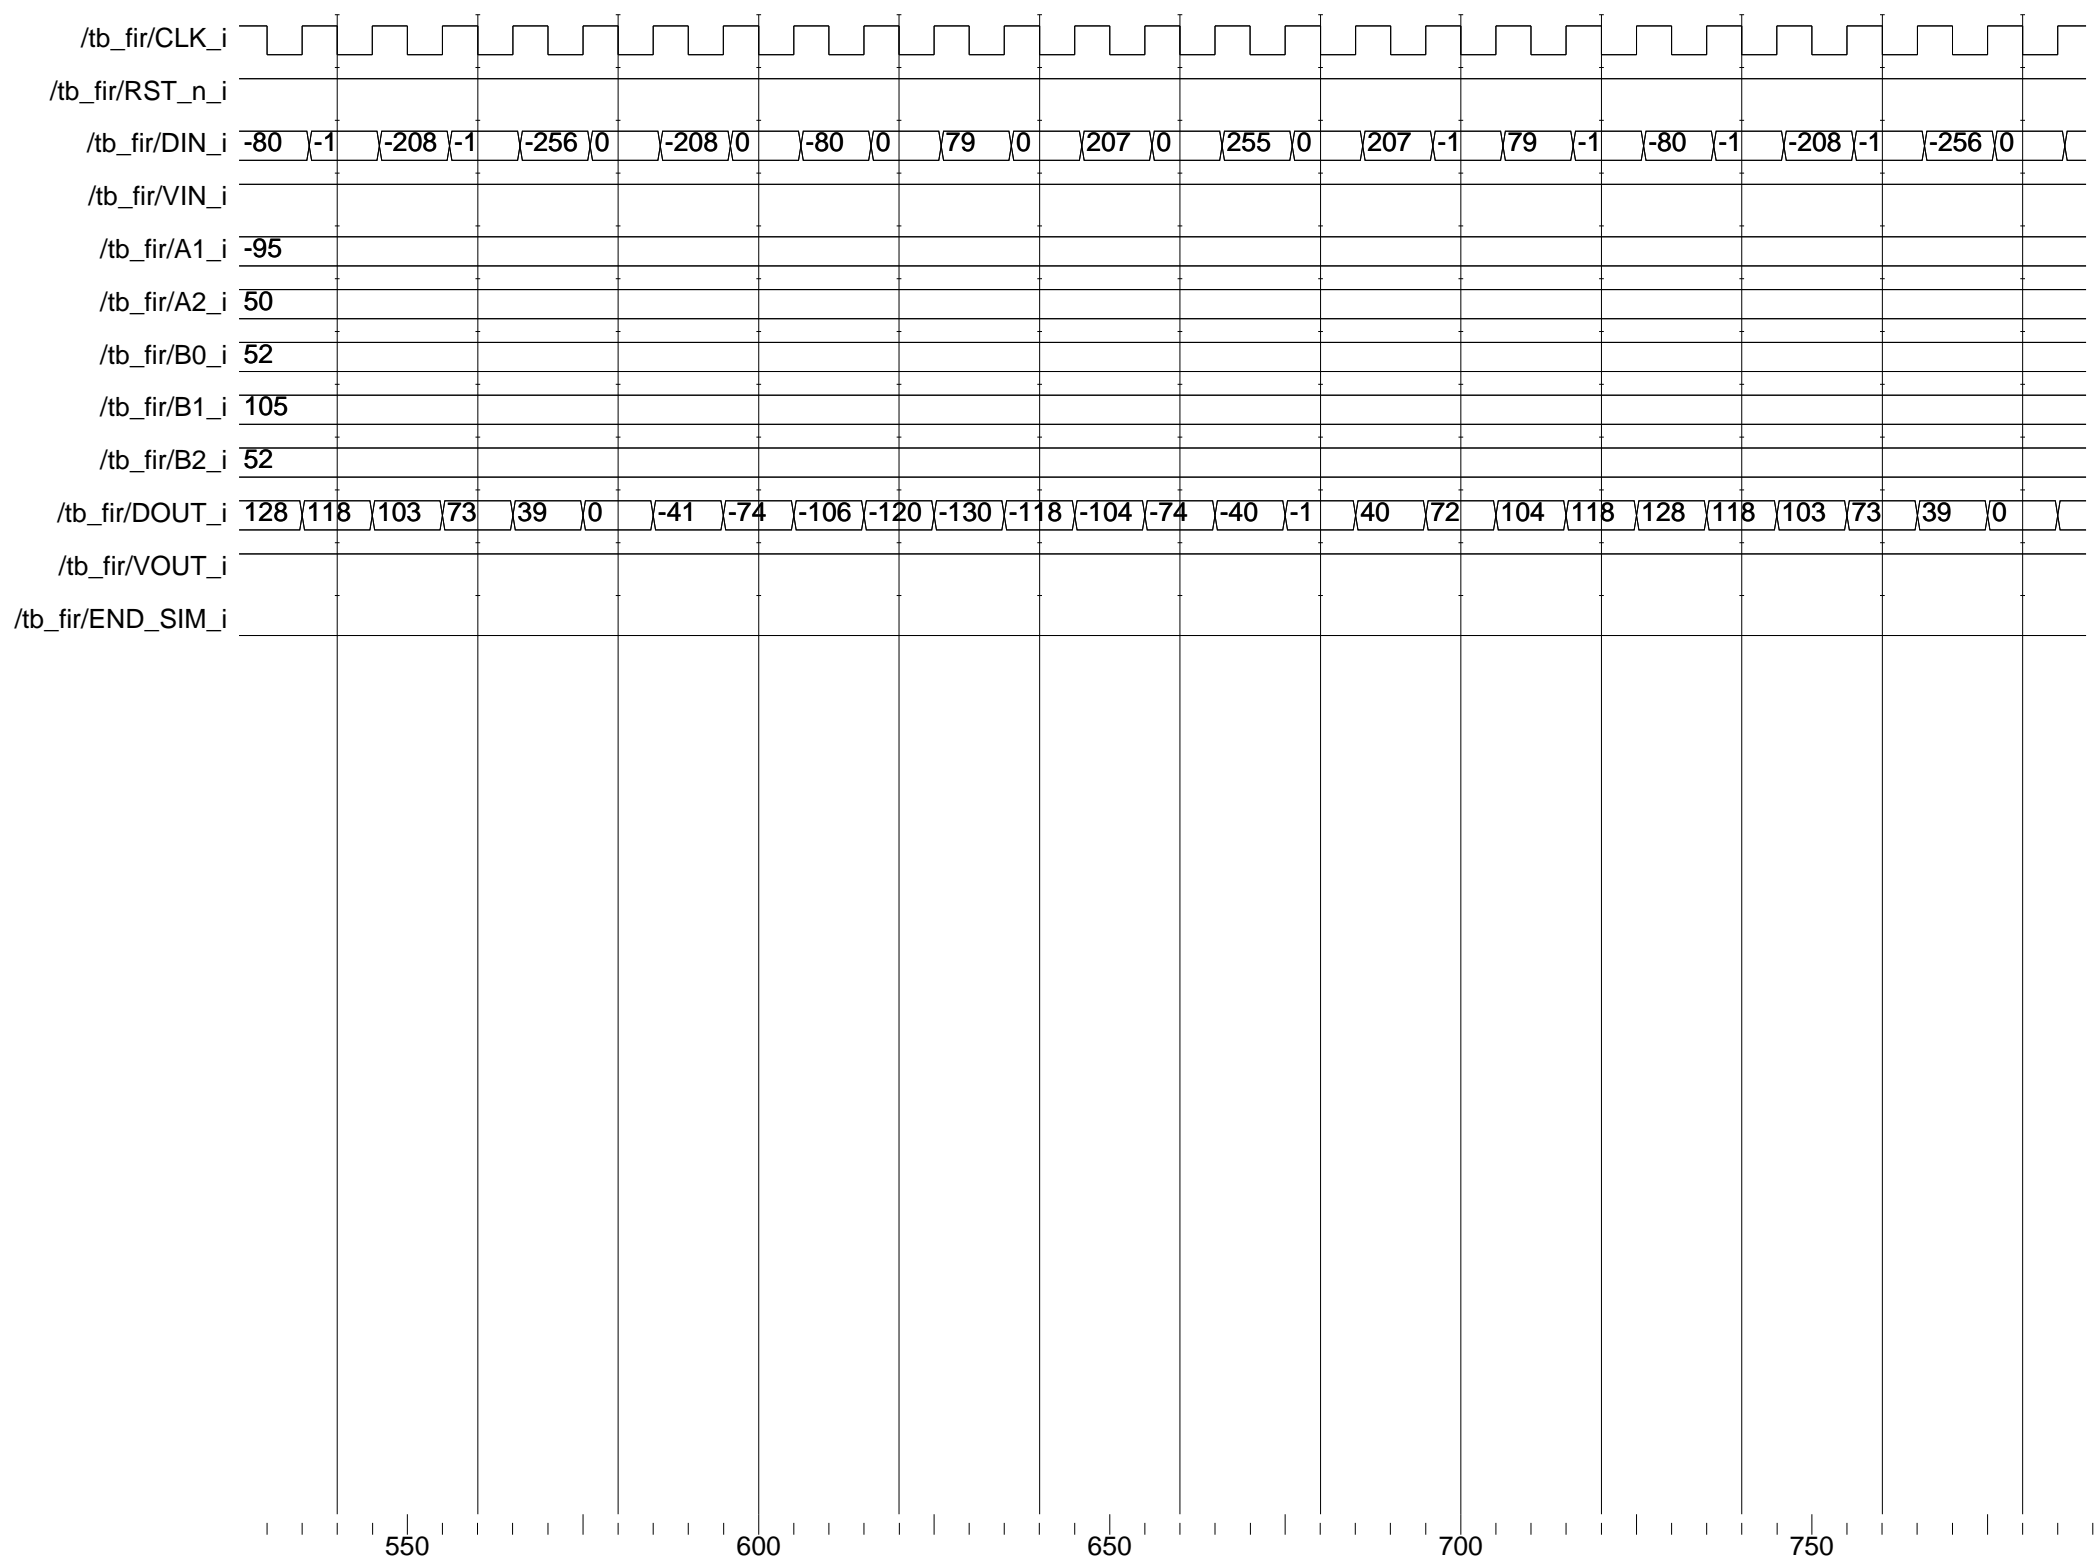 /tb_fir/CLK_i
/tb_fir/RST_n_i
/tb_fir/DIN_i -80 -1 -208 -1 -256 0 -208 0 -80 0 79 0 207 0 255 0 207 -1 79 -1 -80 -1 -208 -1 -256 0
/tb_fir/VIN_i
/tb_fir/A1_i -95
/tb_fir/A2_i 50
/tb_fir/B0_i 52
/tb_fir/B1_i 105
/tb_fir/B2_i 52
/tb_fir/DOUT_i 128 118 103 73 39 0 -41 -74 -106 -120 -130 -118 -104 -74 -40 -1 40 72 104 118 128 118 103 73 39 0
/tb_fir/VOUT_i
/tb_fir/END_SIM_i
550 600 650 700 750